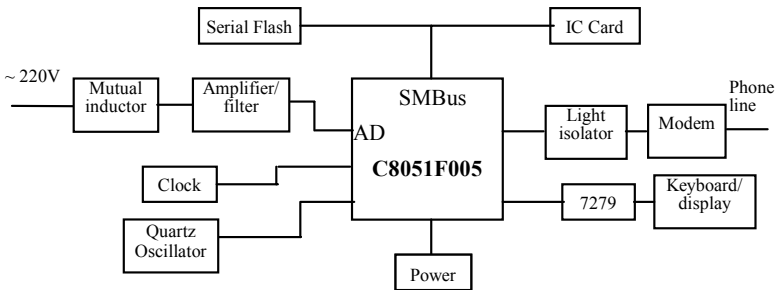 Serial Flash
IC Card
~ 220V
Mutual
inductor
Amplifier/
filter
SMBus
AD
C8051F005
Light
isolator
Modem
Phone
line
Clock
7279
Keyboard/
display
Quartz
Oscillator
Power